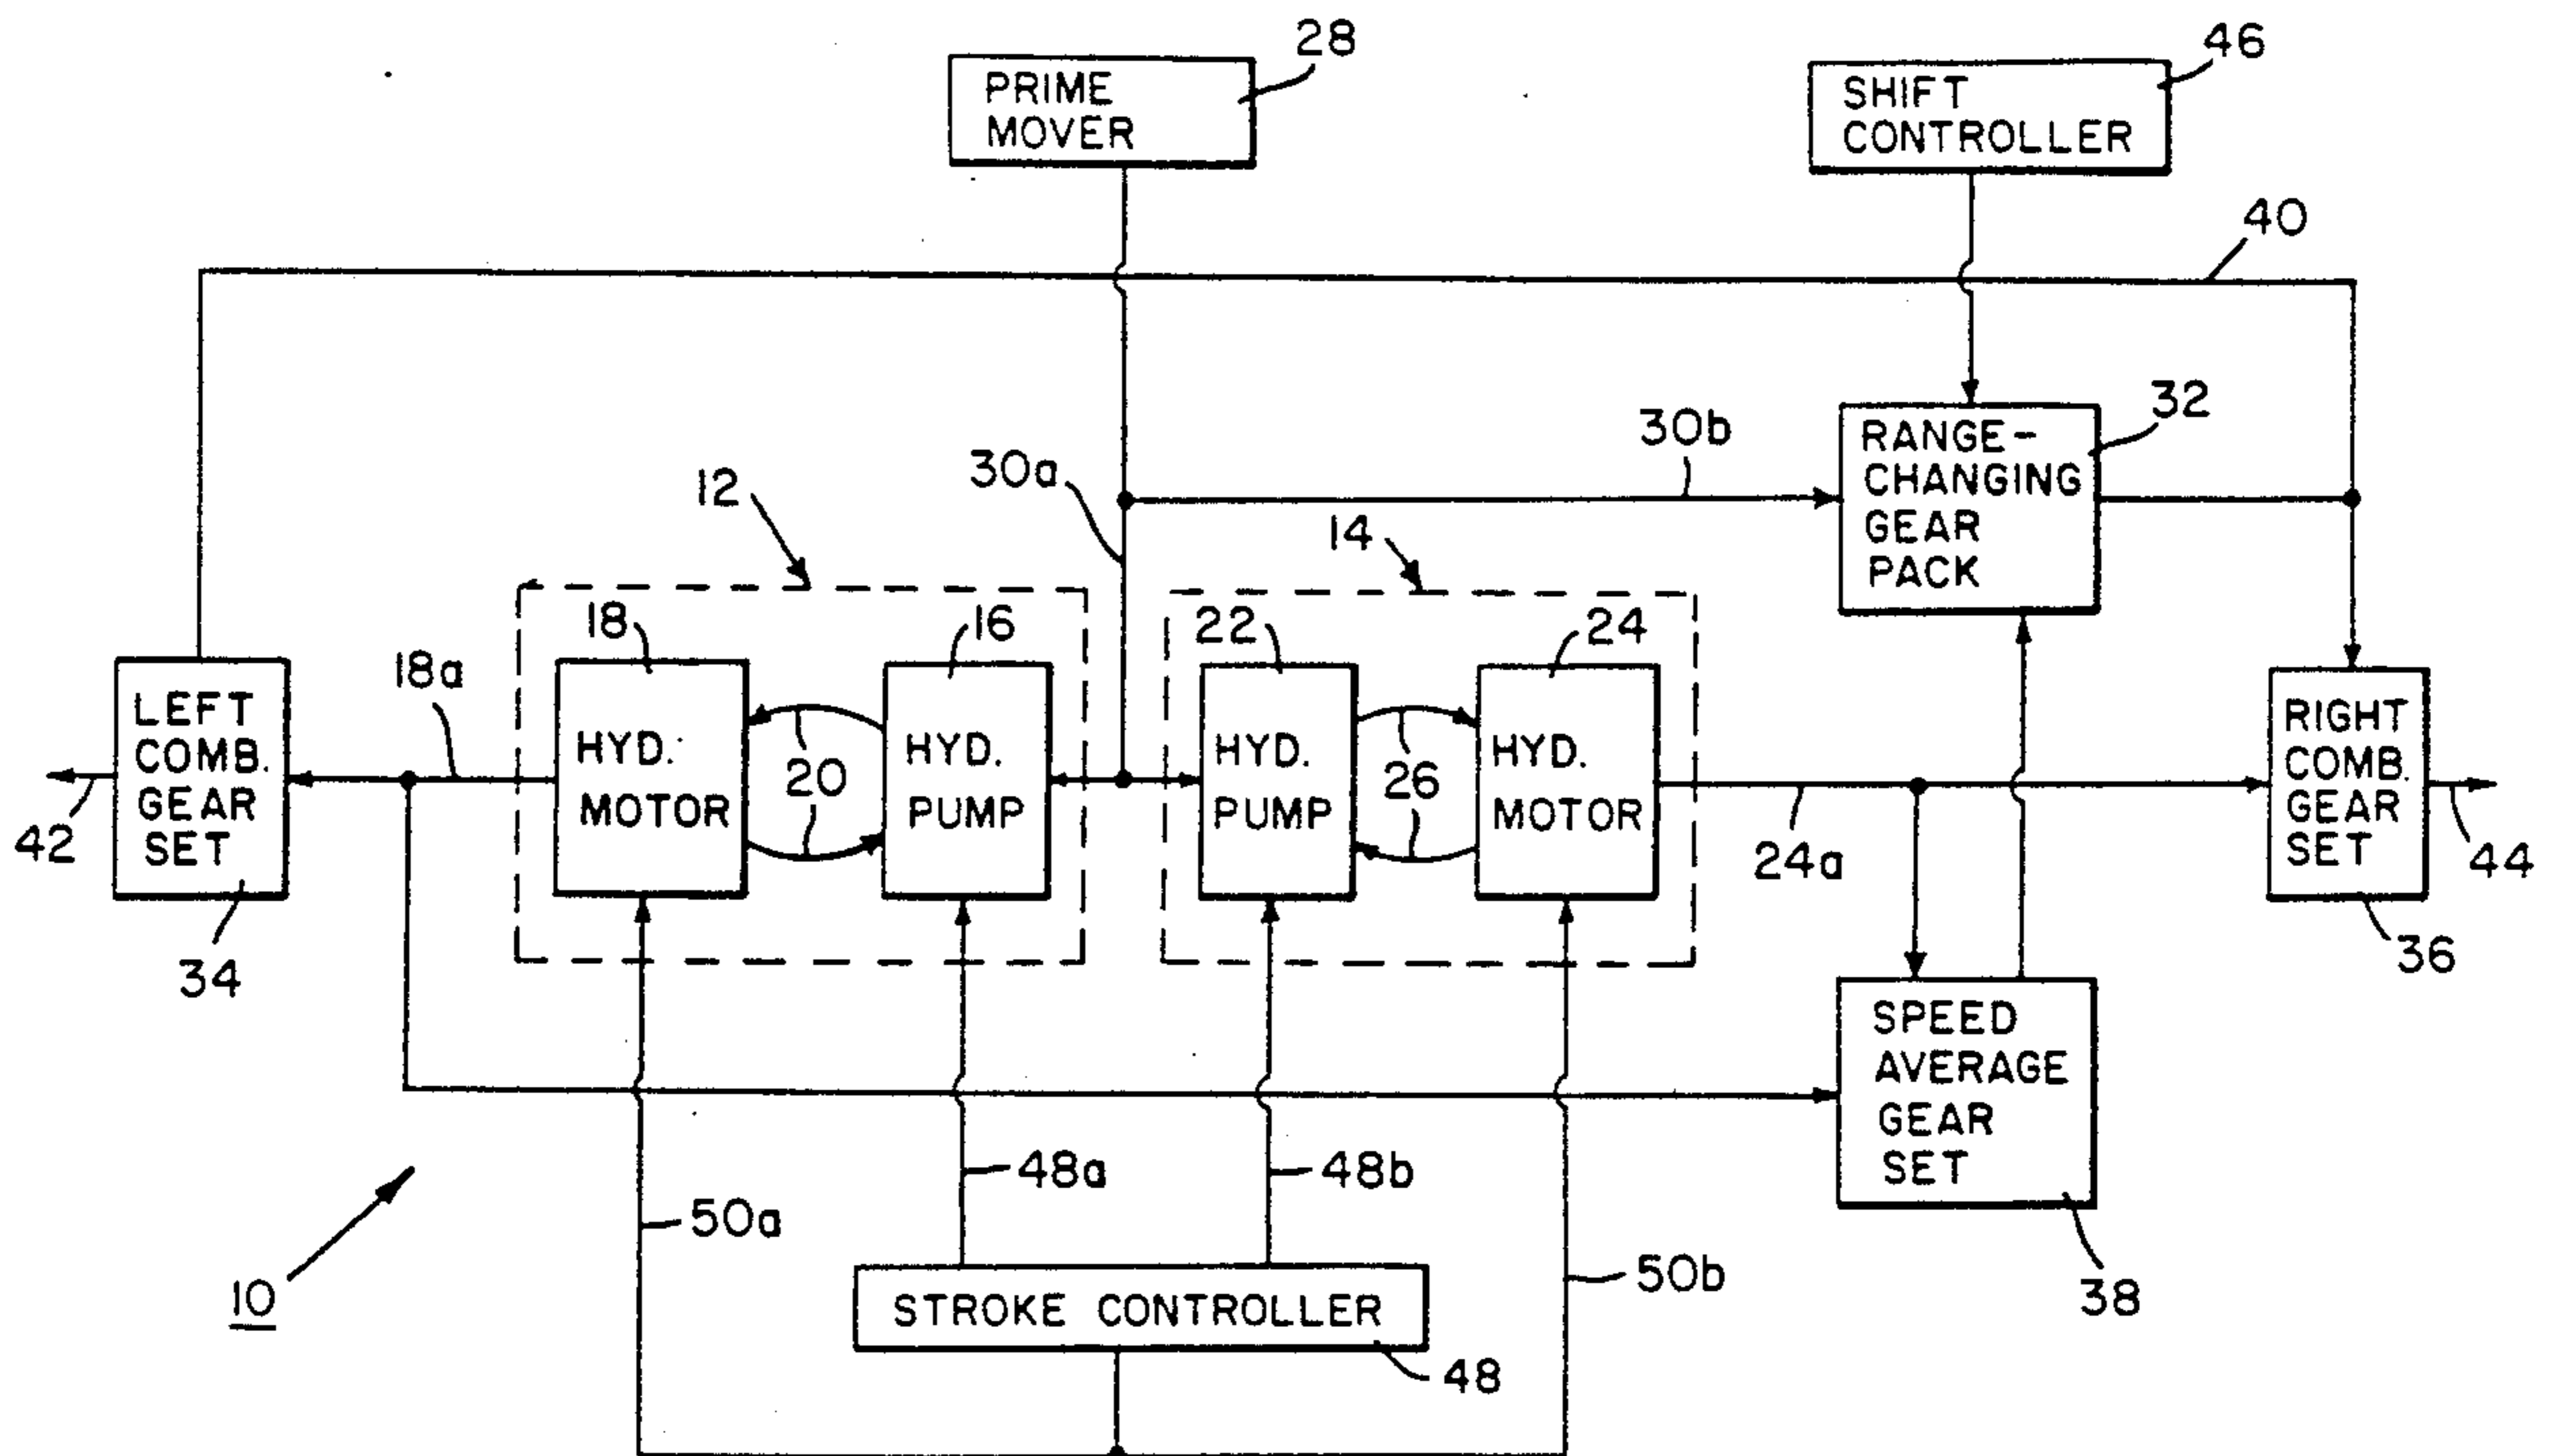 28
PRIME
MOVER
46
SHIFT
CONTROLLER
40
32
RANGE-
CHANGING
GEAR
PACK
30b
30a
12
14
18
16
22
24
18a
LEFT
COMB.
GEAR
SET
HYD.
MOTOR
20
20
HYD.
PUMP
HYD.
PUMP
26
26
HYD.
MOTOR
RIGHT
COMB.
GEAR
SET
42
24a
44
34
36
SPEED
AVERAGE
GEAR
SET
48a
48b
50a
50b
10
STROKE CONTROLLER
38
48